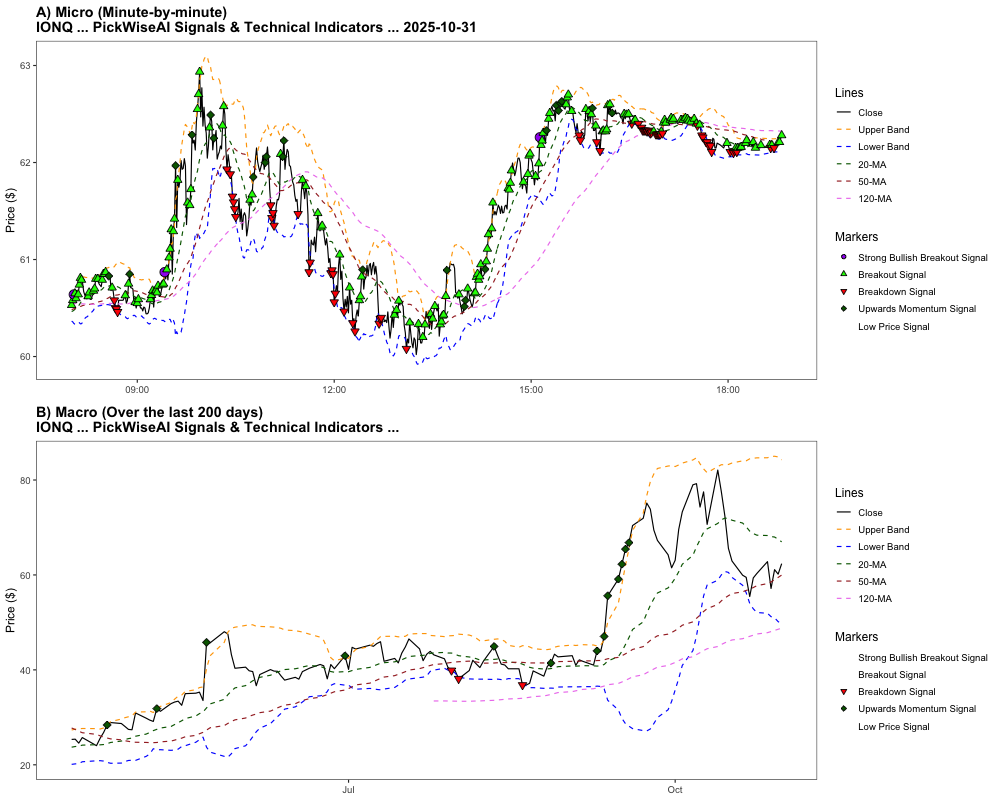 A) Micro (Minute-by-minute)
IONQ ... PickWiseAI Signals & Technical Indicators ... 2025-10-31
Price ($)
63
62
61
60
09:00
12:00
15:00
18:00
Lines
Close
Upper Band
Lower Band
20-MA
50-MA
120-MA
Markers
Strong Bullish Breakout Signal
Breakout Signal
Breakdown Signal
Upwards Momentum Signal
Low Price Signal
B) Macro (Over the last 200 days)
IONQ ... PickWiseAI Signals & Technical Indicators ...
Price ($)
80
60
40
20
Jul
Oct
Lines
Close
Upper Band
Lower Band
20-MA
50-MA
120-MA
Markers
Strong Bullish Breakout Signal
Breakout Signal
Breakdown Signal
Upwards Momentum Signal
Low Price Signal